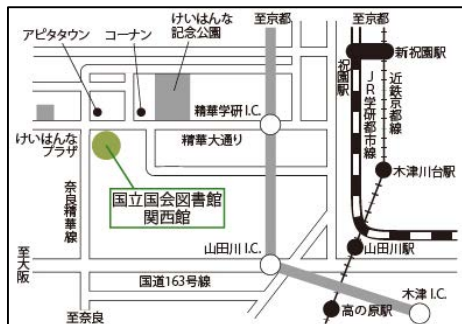 至京都
至京都
けいはんな
記念公園
アピタタウン
コーナン
新祝園駅
祝園駅
JR学研都市線
近鉄京都線
精華学研I.C.
精華大通り
けいはんな
プラザ
木津川台駅
国立国会図書館
関西館
奈良精華線
山田川I.C.
山田川駅
至大阪
国道163号線
木津I.C.
高の原駅
至奈良